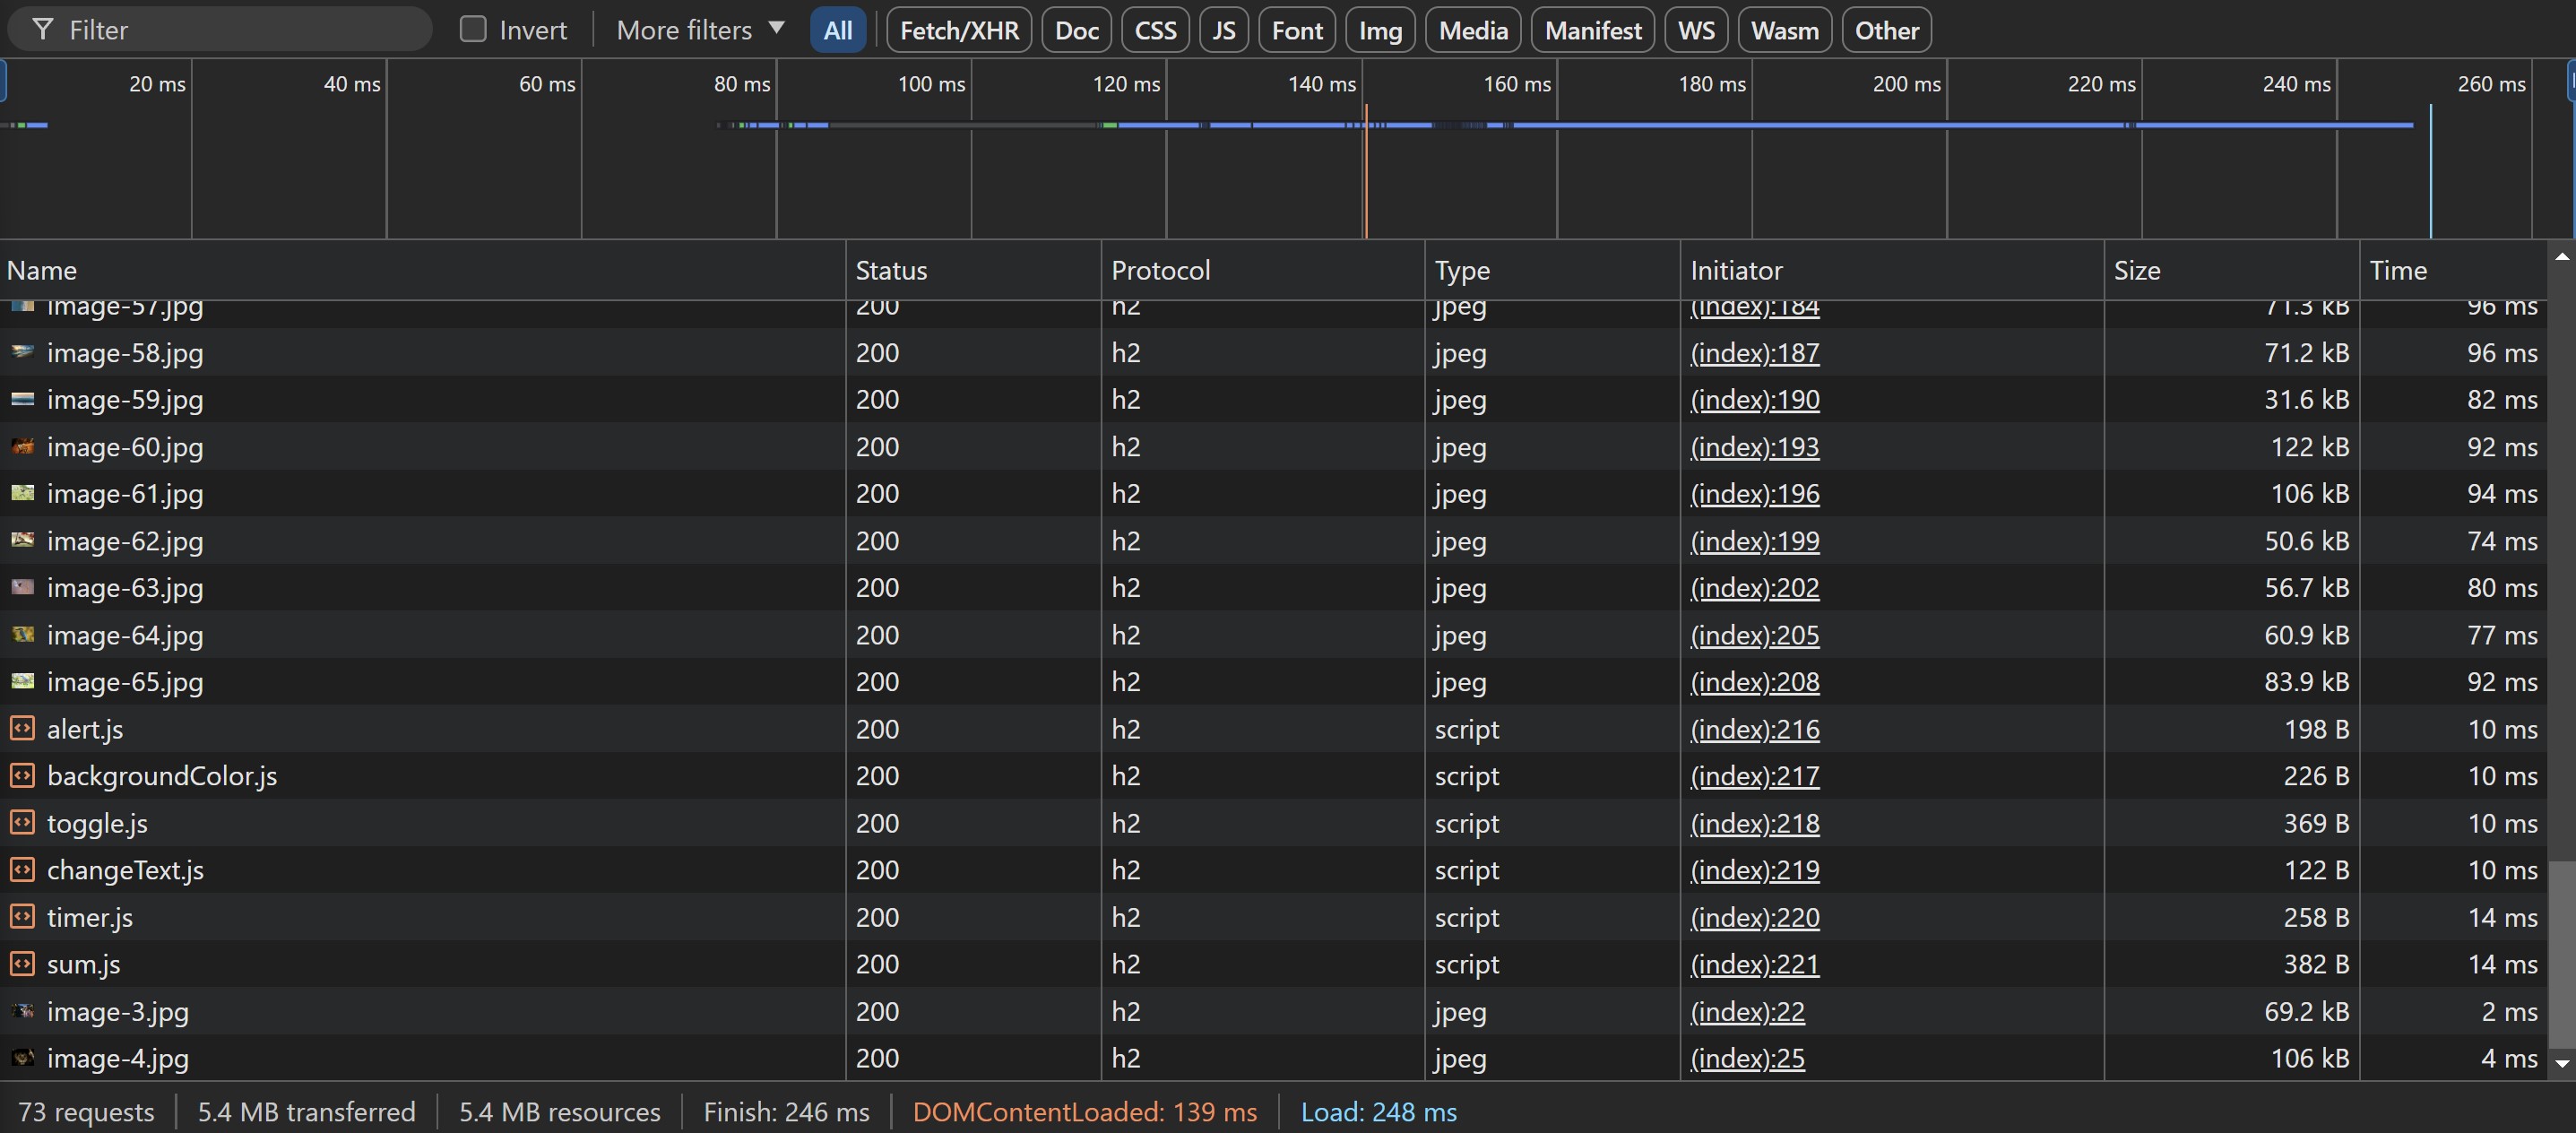 Filter Invert More filters All Fetch/XHR Doc CSS JS Font Img Media Manifest WS Wasm Other
20 ms 40 ms 60 ms 80 ms 100 ms 120 ms 140 ms 160 ms 180 ms 200 ms 220 ms 240 ms 260 ms
Name Status Protocol Type Initiator Size Time
image-57.jpg 200 h2 jpeg (index):184 71.3 kB 96 ms
image-58.jpg 200 h2 jpeg (index):187 71.2 kB 96 ms
image-59.jpg 200 h2 jpeg (index):190 31.6 kB 82 ms
image-60.jpg 200 h2 jpeg (index):193 122 kB 92 ms
image-61.jpg 200 h2 jpeg (index):196 106 kB 94 ms
image-62.jpg 200 h2 jpeg (index):199 50.6 kB 74 ms
image-63.jpg 200 h2 jpeg (index):202 56.7 kB 80 ms
image-64.jpg 200 h2 jpeg (index):205 60.9 kB 77 ms
image-65.jpg 200 h2 jpeg (index):208 83.9 kB 92 ms
alert.js 200 h2 script (index):216 198 B 10 ms
backgroundColor.js 200 h2 script (index):217 226 B 10 ms
toggle.js 200 h2 script (index):218 369 B 10 ms
changeText.js 200 h2 script (index):219 122 B 10 ms
timer.js 200 h2 script (index):220 258 B 14 ms
sum.js 200 h2 script (index):221 382 B 14 ms
image-3.jpg 200 h2 jpeg (index):22 69.2 kB 2 ms
image-4.jpg 200 h2 jpeg (index):25 106 kB 4 ms
73 requests 5.4 MB transferred 5.4 MB resources Finish: 246 ms DOMContentLoaded: 139 ms Load: 248 ms